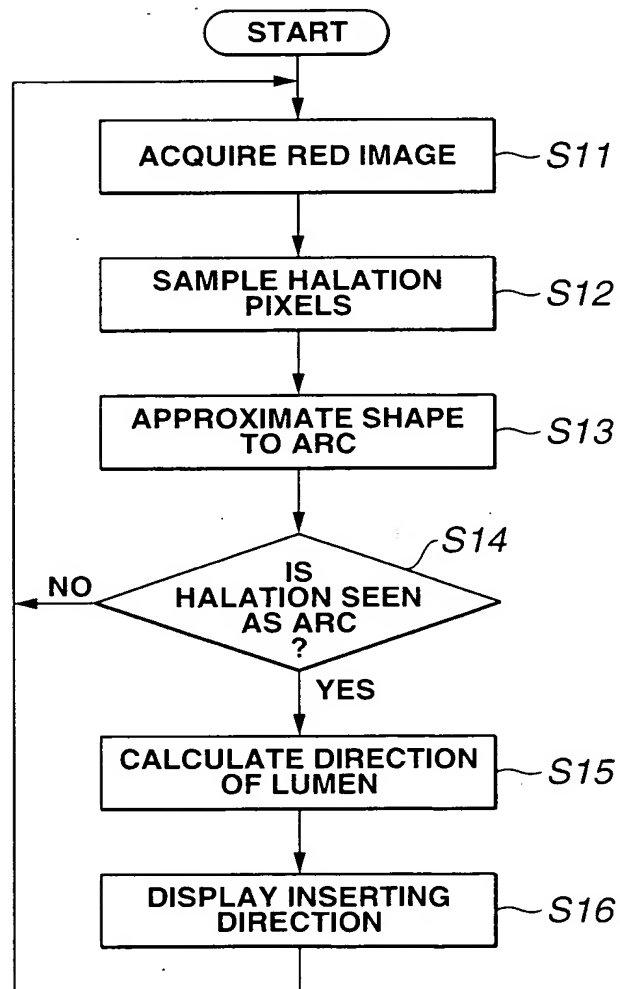 START
ACQUIRE RED IMAGE
S11
SAMPLE HALATION
PIXELS
S12
APPROXIMATE SHAPE
TO ARC
S13
S14
IS
HALATION SEEN
AS ARC
?
NO
YES
CALCULATE DIRECTION
OF LUMEN
S15
DISPLAY INSERTING
DIRECTION
S16